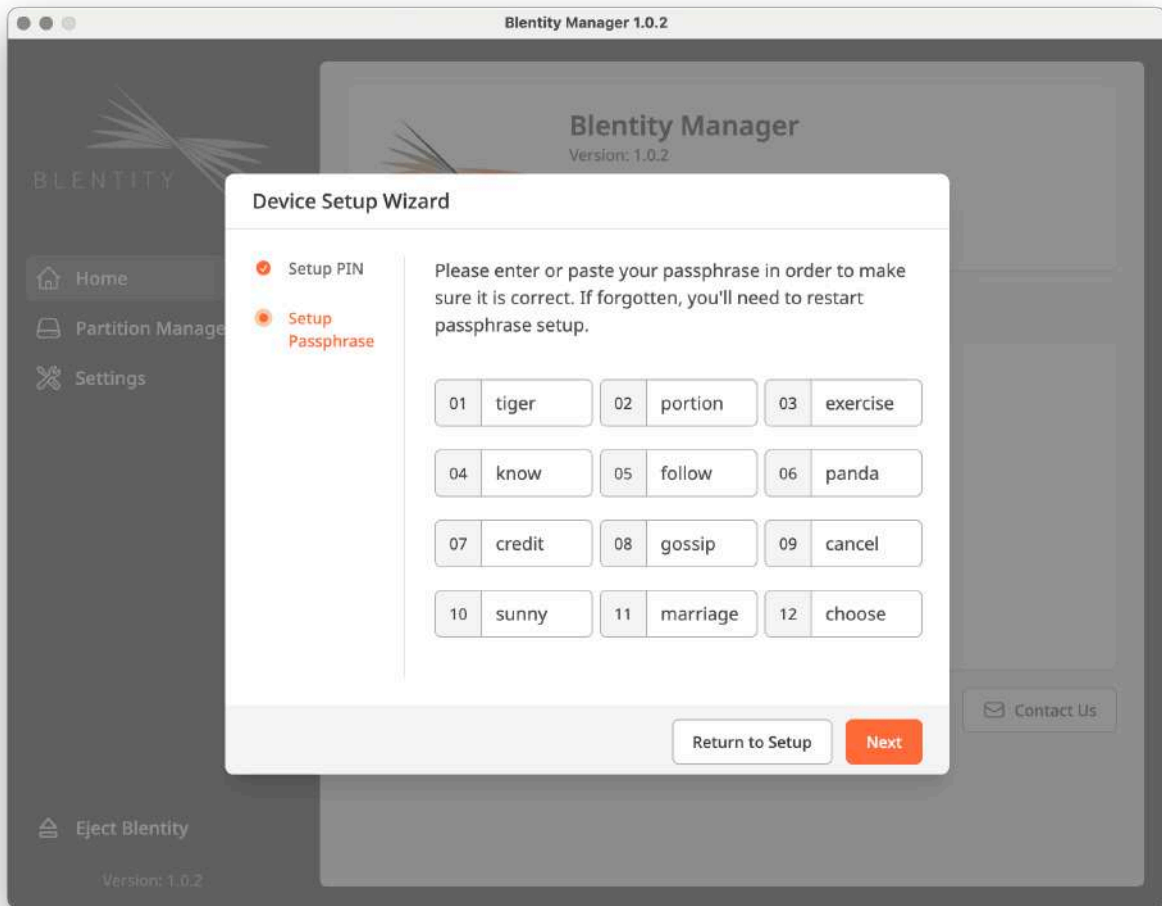 Blentity Manager 1.0.2
BLENTITY
Home
Partition Manage
Settings
Eject Blentity
Version: 1.0.2
Blentity Manager
Version: 1.0.2
Contact Us
Device Setup Wizard
Setup PIN
Setup
Passphrase
Please enter or paste your passphrase in order to make
sure it is correct. If forgotten, you'll need to restart
passphrase setup.
01 tiger 02 portion 03 exercise
04 know 05 follow 06 panda
07 credit 08 gossip 09 cancel
10 sunny 11 marriage 12 choose
Return to Setup Next